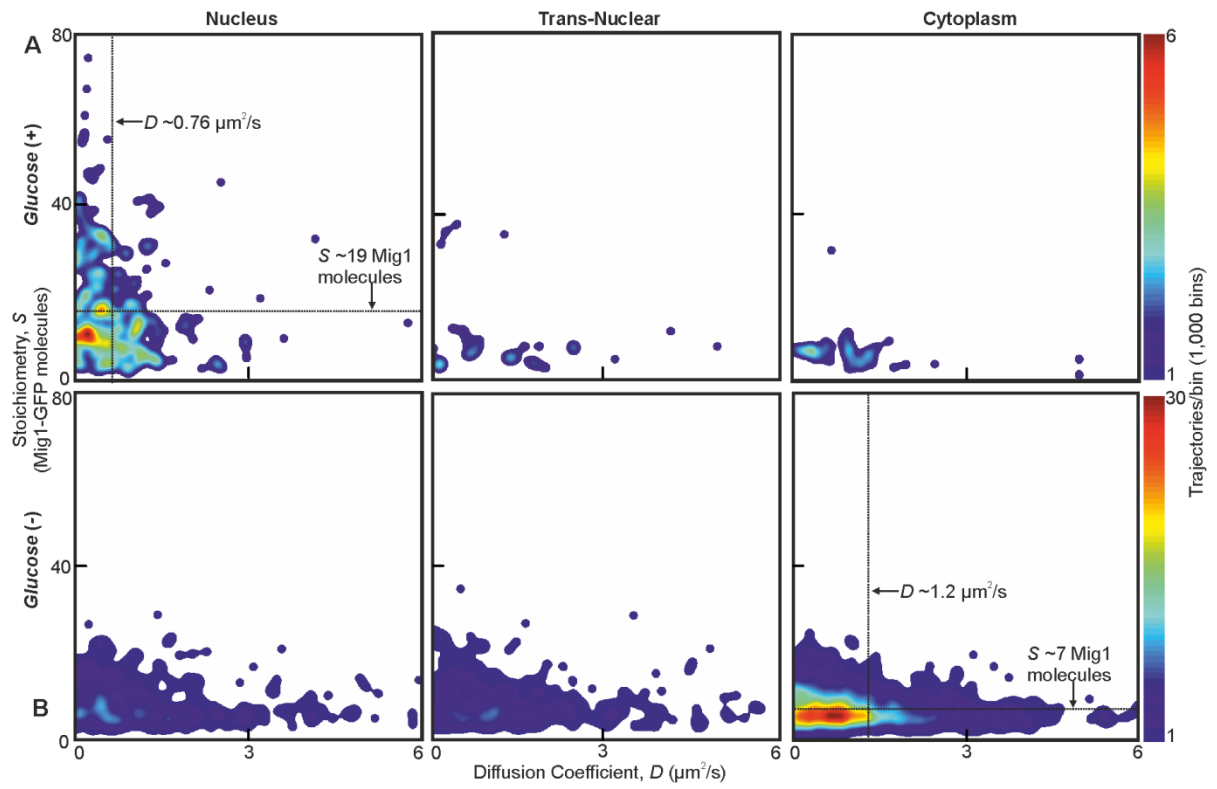 Nucleus
Trans-Nuclear
Cytoplasm
A
80
40
0
Glucose (+)
D ~0.76 µm²/s
S ~19 Mig1
molecules
6
1
Stoichometry, S
(Mig1-GFP molecules)
Trajectories/bin (1,000 bins)
B
80
40
0
Glucose (-)
D ~1.2 µm²/s
S ~7 Mig1
molecules
30
1
0
3
6
0
3
6
0
3
6
Diffusion Coefficient, D (µm²/s)